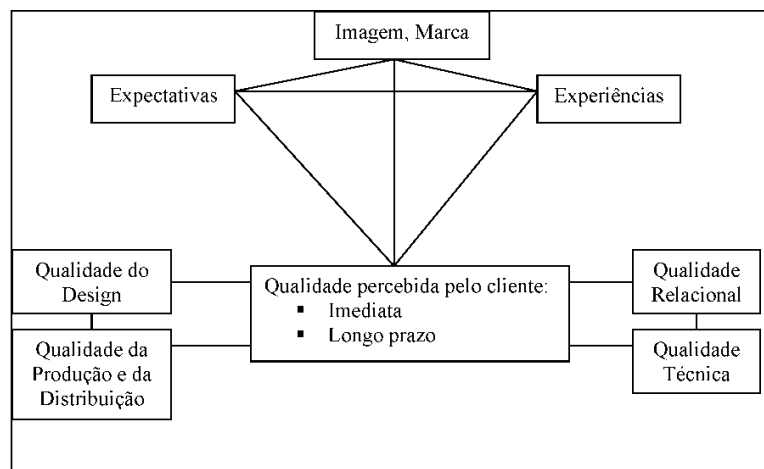 Imagem, Marca
Expectativas
Experiências
Qualidade do
Design
Qualidade percebida pelo cliente:
▪ Imediata
▪ Longo prazo
Qualidade
Relacional
Qualidade da
Produção e da
Distribuição
Qualidade
Técnica